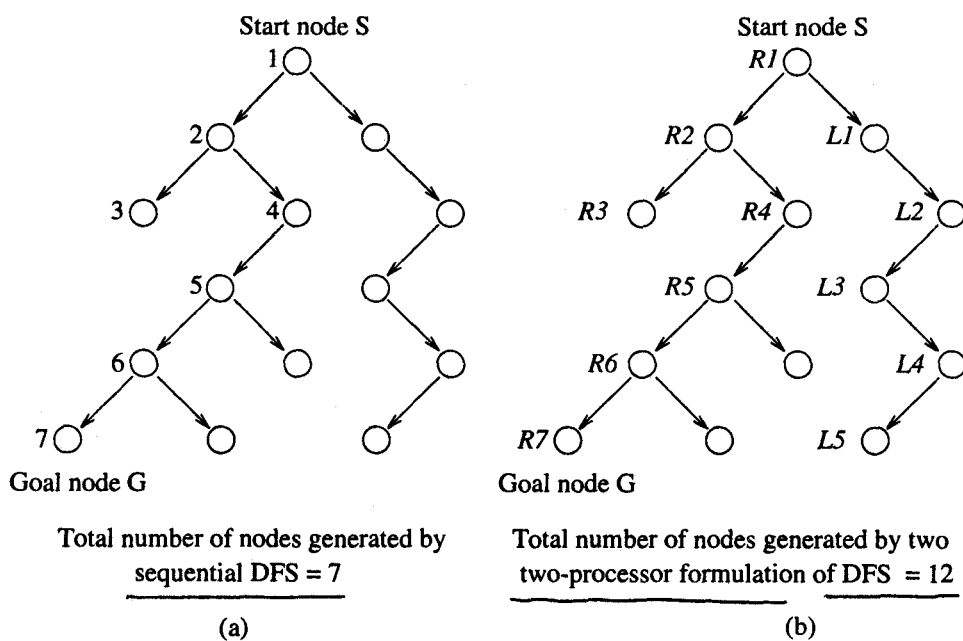 Start node S
1
2
3
4
5
6
7
Goal node G
Total number of nodes generated by
sequential DFS = 7
(a)
Start node S
R1
R2
L1
R3
R4
L2
R5
L3
R6
L4
R7
L5
Goal node G
Total number of nodes generated by two
two-processor formulation of DFS = 12
(b)